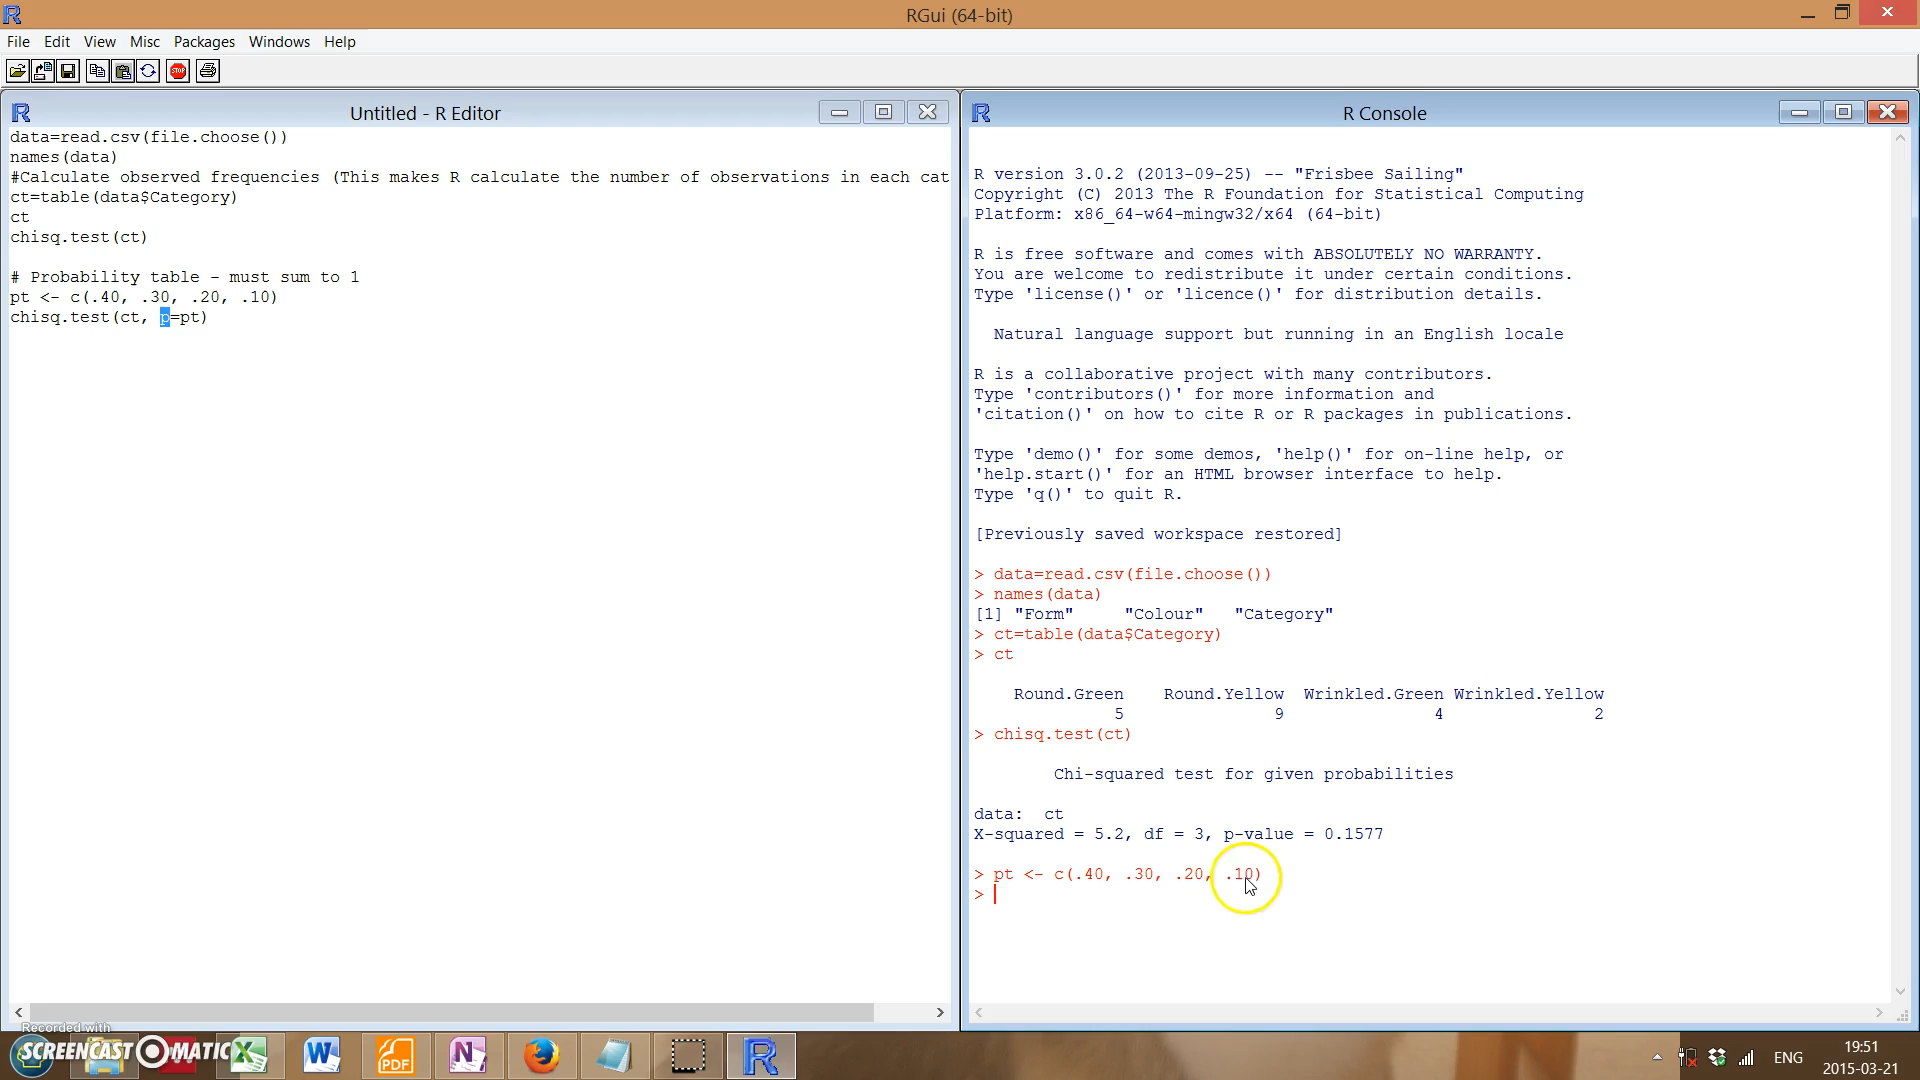 RGui (64-bit)
File Edit View Misc Packages Windows Help
STOP
Untitled - R Editor
data=read.csv(file.choose())
names(data)
#Calculate observed frequencies (This makes R calculate the number of observations in each cat
ct=table(data$Category)
ct
chisq.test(ct)
# Probability table - must sum to 1
pt <- c(.40, .30, .20, .10)
chisq.test(ct, p=pt)
R Console
R version 3.0.2 (2013-09-25) -- "Frisbee Sailing"
Copyright (C) 2013 The R Foundation for Statistical Computing
Platform: x86_64-w64-mingw32/x64 (64-bit)
R is free software and comes with ABSOLUTELY NO WARRANTY.
You are welcome to redistribute it under certain conditions.
Type 'license()' or 'licence()' for distribution details.
Natural language support but running in an English locale
R is a collaborative project with many contributors.
Type 'contributors()' for more information and
'citation()' on how to cite R or R packages in publications.
Type 'demo()' for some demos, 'help()' for on-line help, or
'help.start()' for an HTML browser interface to help.
Type 'q()' to quit R.
[Previously saved workspace restored]
> data=read.csv(file.choose())
> names(data)
[1] "Form" "Colour" "Category"
> ct=table(data$Category)
> ct
Round.Green Round.Yellow Wrinkled.Green Wrinkled.Yellow
5 9 4 2
> chisq.test(ct)
Chi-squared test for given probabilities
data: ct
X-squared = 5.2, df = 3, p-value = 0.1577
> pt <- c(.40, .30, .20, .10)
>
Recorded with
SCREENCAST-O-MATIC
PDF
ENG
19:51
2015-03-21